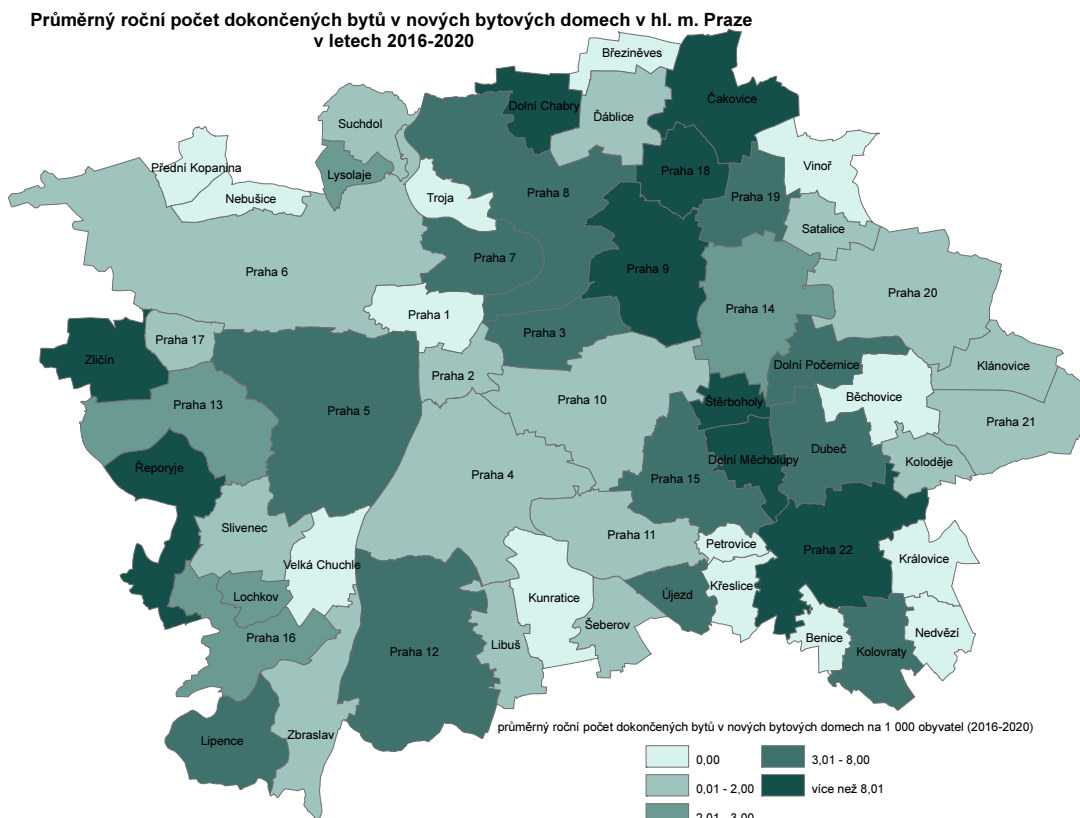 Průměrný roční počet dokončených bytů v nových bytových domech v hl. m. Praze
v letech 2016-2020
Březiněves
Dolní Chabry
Čakovice
Ďáblice
Suchdol
Přední Kopanina
Lysolaje
Nebušice
Troja
Praha 8
Praha 18
Vinoř
Praha 19
Satalice
Praha 6
Praha 7
Praha 9
Praha 20
Praha 1
Praha 3
Praha 14
Praha 17
Zličín
Praha 2
Dolní Počernice
Klánovice
Praha 13
Praha 5
Praha 10
Štěrboholy
Běchovice
Praha 21
Řeporyje
Praha 4
Praha 15
Dolní Měcholupy
Dubeč
Koloděje
Slivenec
Praha 11
Petrovice
Praha 22
Velká Chuchle
Královice
Lochkov
Kunratice
Újezd
Křeslice
Praha 16
Praha 12
Libuš
Šeberov
Benice
Nedvězí
Kolovraty
Lipence
Zbraslav
průměrný roční počet dokončených bytů v nových bytových domech na 1 000 obyvatel (2016-2020)
0,00
3,01 - 8,00
0,01 - 2,00
více než 8,01
2,01 - 3,00